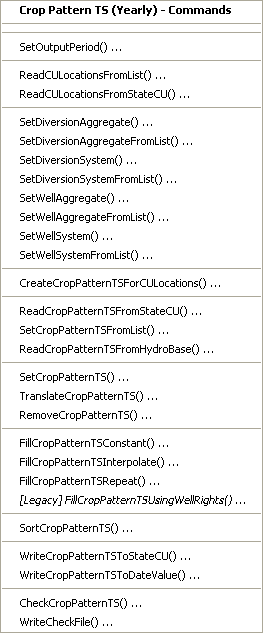 Crop Pattern TS (Yearly) - Commands
SetOutputPeriod() ...
ReadCULocationsFromList() ...
ReadCULocationsFromStateCU() ...
SetDiversionAggregate() ...
SetDiversionAggregateFromList() ...
SetDiversionSystem() ...
SetDiversionSystemFromList() ...
SetWellAggregate() ...
SetWellAggregateFromList() ...
SetWellSystem() ...
SetWellSystemFromList() ...
CreateCropPatternTSForCULocations() ...
ReadCropPatternTSFromStateCU() ...
SetCropPatternTSFromList() ...
ReadCropPatternTSFromHydroBase() ...
SetCropPatternTS() ...
TranslateCropPatternTS() ...
RemoveCropPatternTS() ...
FillCropPatternTSConstant() ...
FillCropPatternTSInterpolate() ...
FillCropPatternTSRepeat() ...
[Legacy] FillCropPatternTSUsingWellRights() ...
SortCropPatternTS() ...
WriteCropPatternTSToStateCU() ...
WriteCropPatternTSToDateValue() ...
CheckCropPatternTS() ...
WriteCheckFile() ...